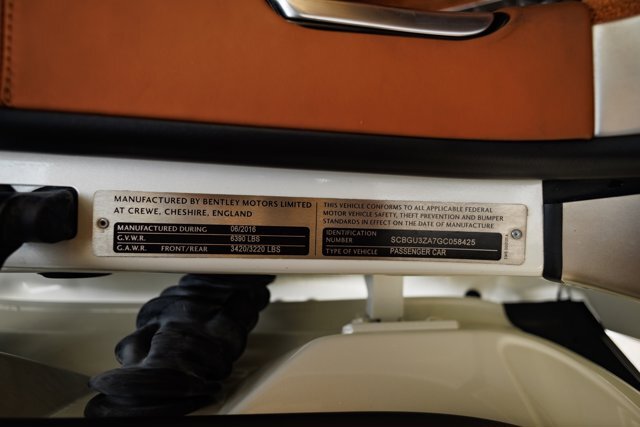 MANUFACTURED BY BENTLEY MOTORS LIMITED
AT CREWE, CHESHIRE, ENGLAND
MANUFACTURED DURING 06/2016
G.V.W.R. 6390 LBS
G.A.W.R. FRONT/REAR 3420/3220 LBS
THIS VEHICLE CONFORMS TO ALL APPLICABLE FEDERAL
MOTOR VEHICLE SAFETY, THEFT PREVENTION AND BUMPER
STANDARDS IN EFFECT ON THE DATE OF MANUFACTURE
IDENTIFICATION
NUMBER SCBGU3ZA7GC058425
TYPE OF VEHICLE PASSENGER CAR